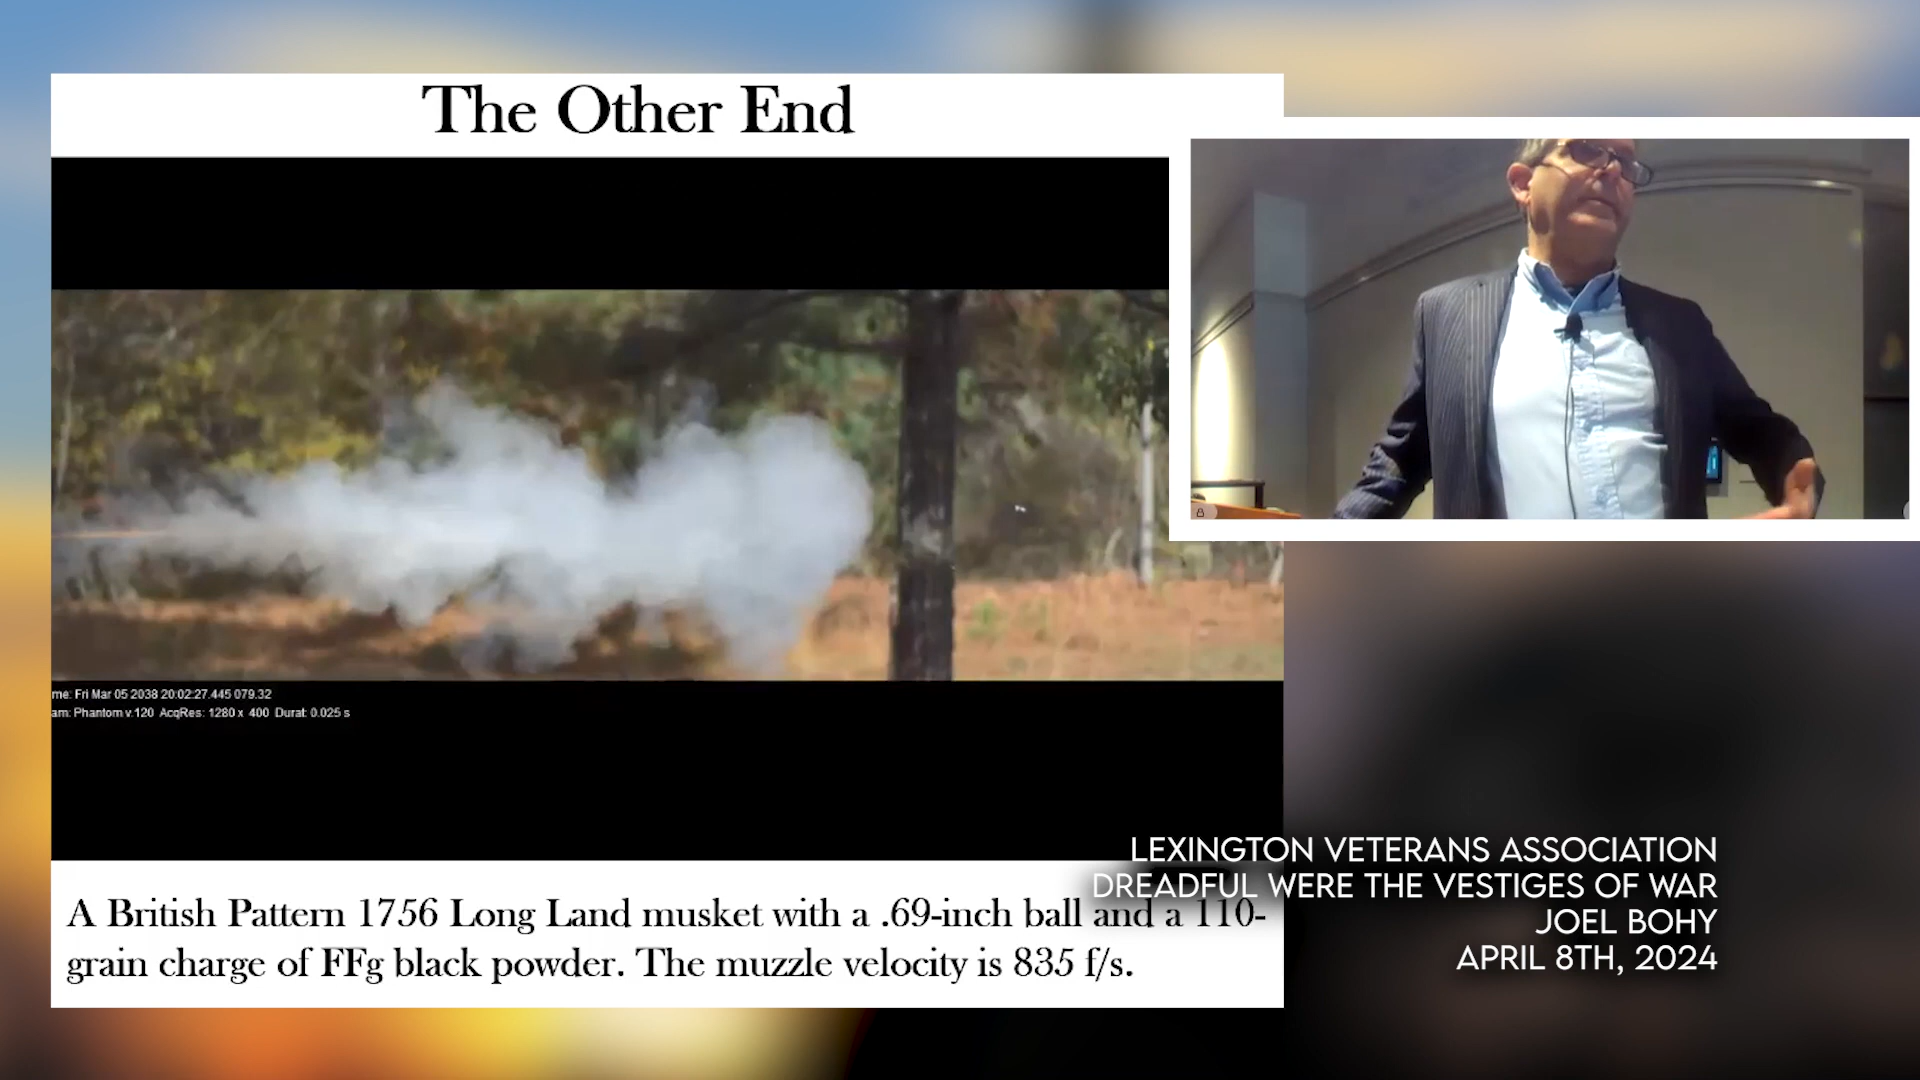 The Other End
me: Fri Mar 05 2038 20:02:27.445 079.32
am: Phantom v.120 AcqRes: 1280 x 400 Durat: 0.025 s
A British Pattern 1756 Long Land musket with a .69-inch ball and a 110-
grain charge of FFg black powder. The muzzle velocity is 835 f/s.
LEXINGTON VETERANS ASSOCIATION
DREADFUL WERE THE VESTIGES OF WAR
JOEL BOHY
APRIL 8TH, 2024